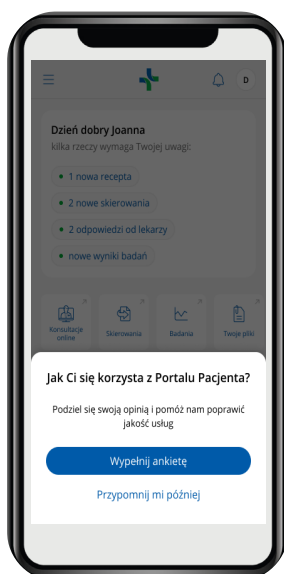 D
Dzień dobry Joanna
kilka rzeczy wymaga Twojej uwagi:
1 nowa recepta
2 nowe skierowania
2 odpowiedzi od lekarzy
nowe wyniki badań
Konsultacje
online
Skierowania
Badania
Twoje pliki
Jak Ci się korzysta z Portalu Pacjenta?
Podziel się swoją opinią i pomóż nam poprawić
jakość usług
Wypełnij ankietę
Przypomnij mi później